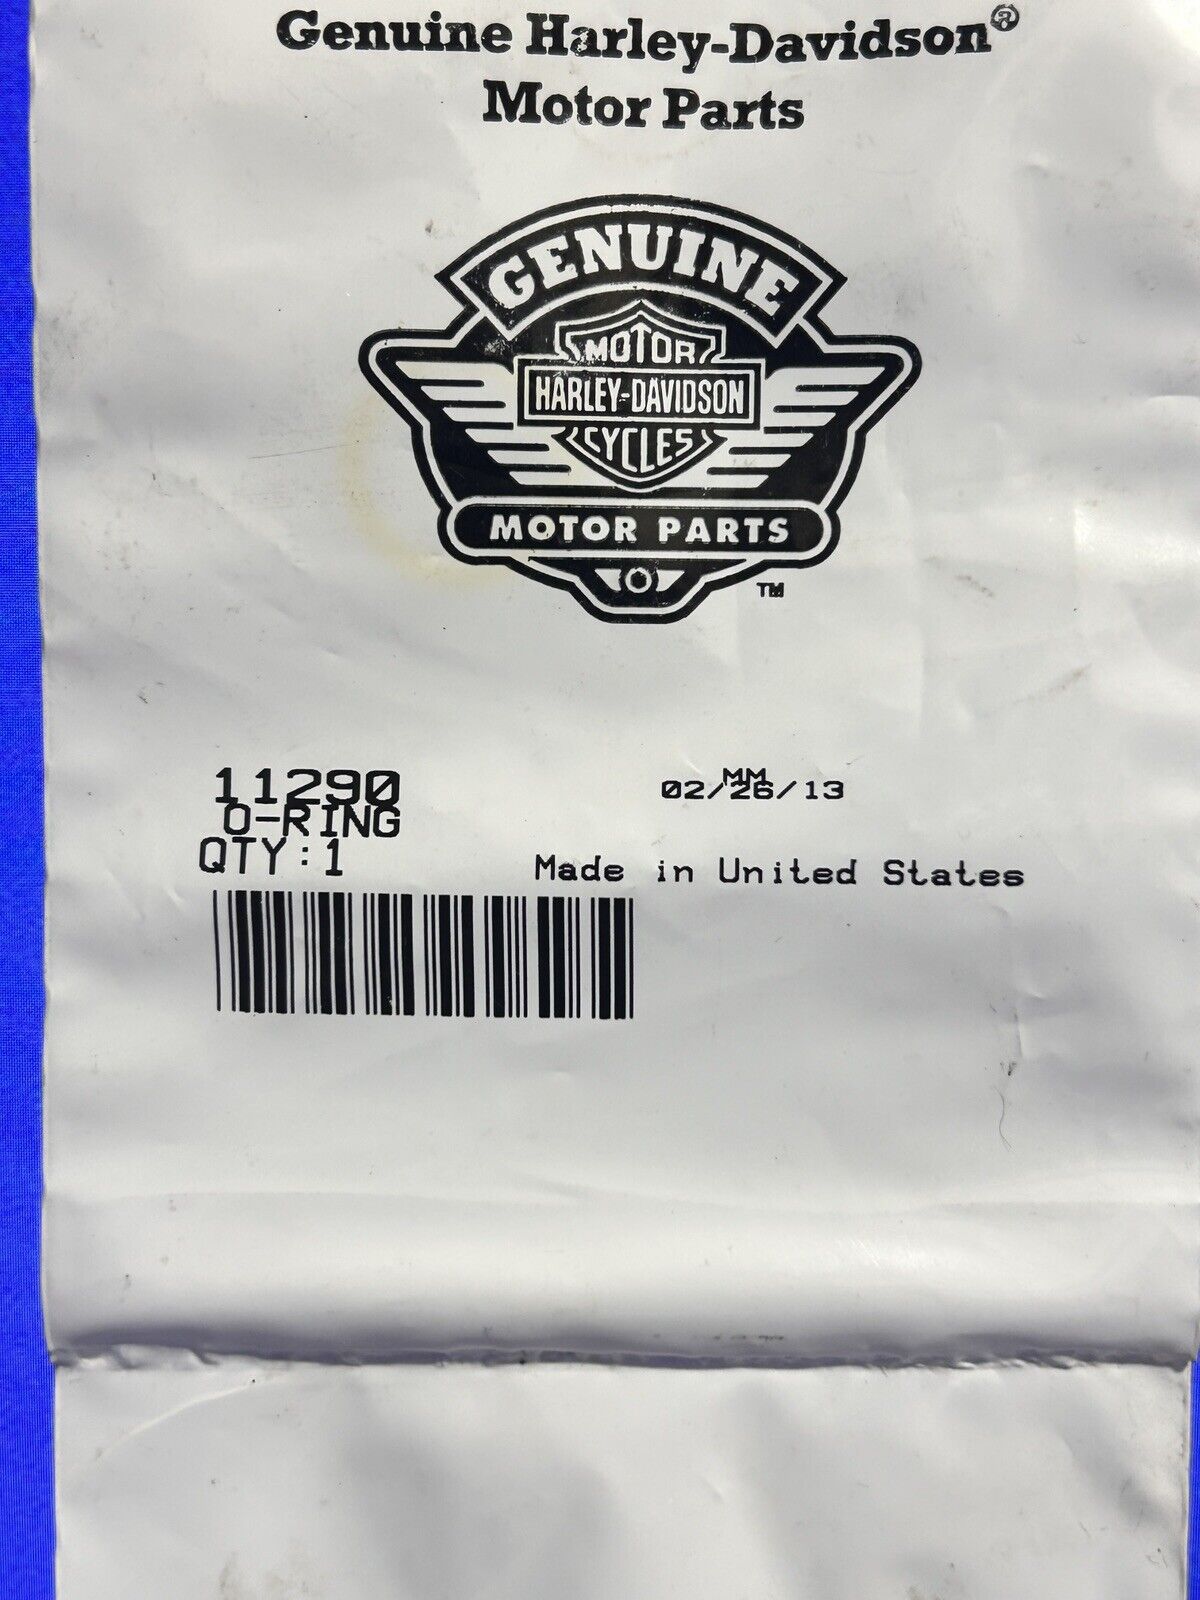 Genuine Harley-Davidson®
Motor Parts
GENUINE
MOTOR
HARLEY-DAVIDSON
CYCLES
MOTOR PARTS
TM
11290
O-RING
QTY:1
MM
02/26/13
Made in United States